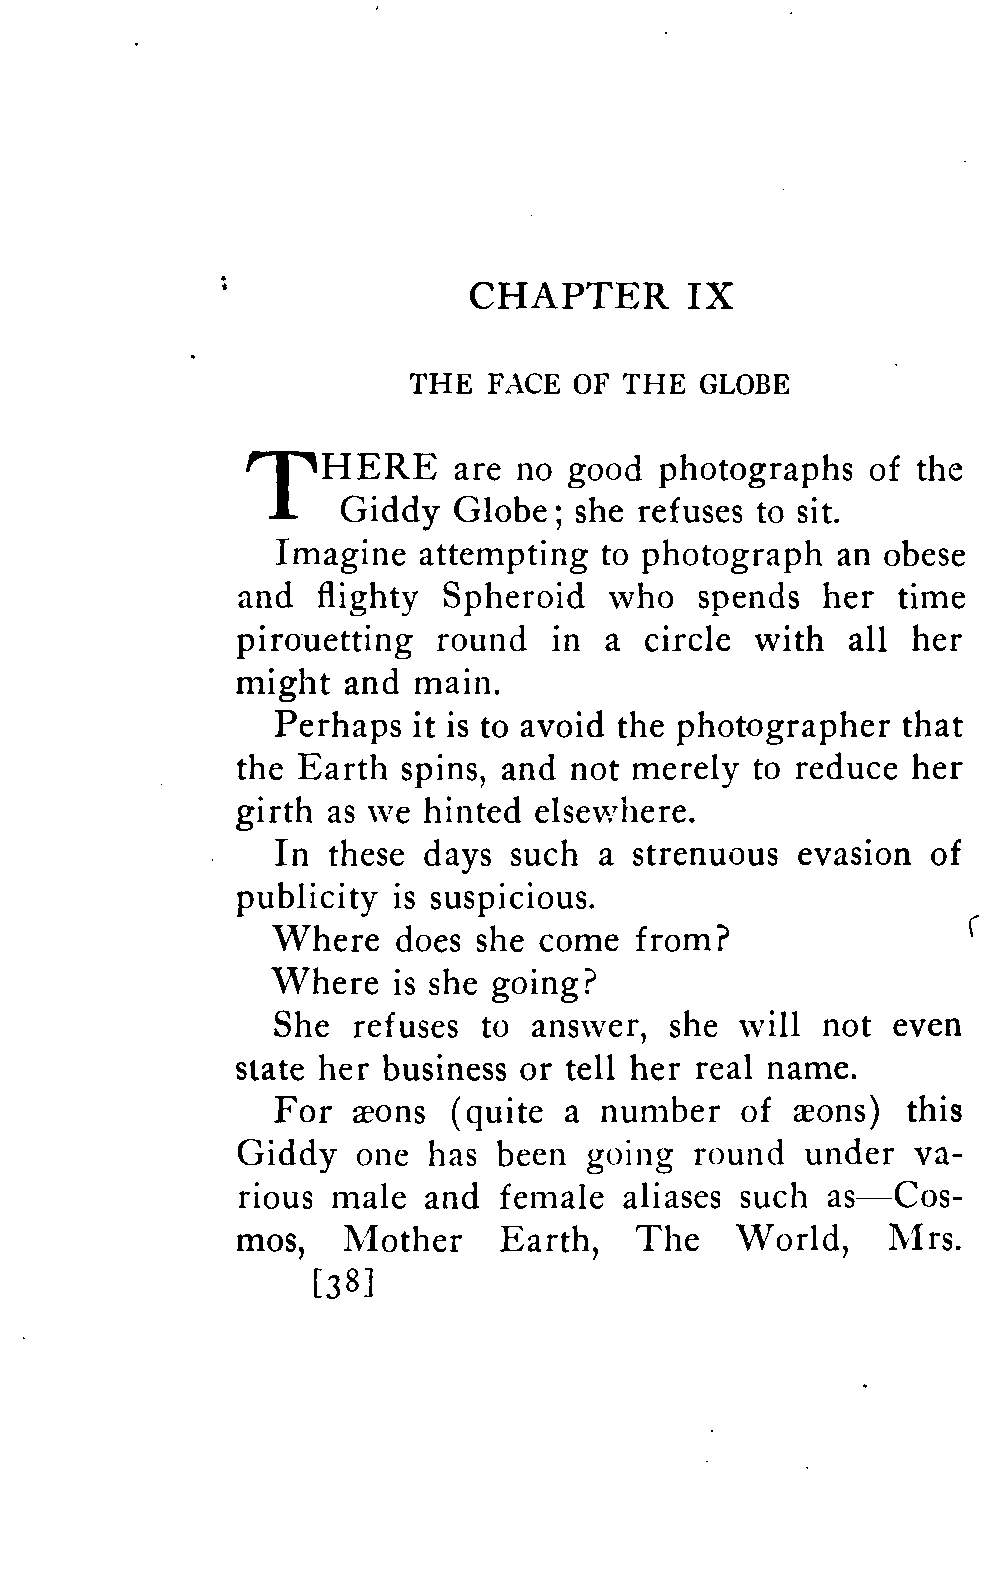 CHAPTER IX
THE FACE OF THE GLOBE
THERE are no good photographs of the
Giddy Globe; she refuses to sit.
Imagine attempting to photograph an obese
and flighty Spheroid who spends her time
pirouetting round in a circle with all her
might and main.
Perhaps it is to avoid the photographer that
the Earth spins, and not merely to reduce her
girth as we hinted elsewhere.
In these days such a strenuous evasion of
publicity is suspicious.
Where does she come from?
Where is she going?
She refuses to answer, she will not even
state her business or tell her real name.
For æons (quite a number of æons) this
Giddy one has been going round under va-
rious male and female aliases such as—Cos-
mos, Mother Earth, The World, Mrs.
[38]